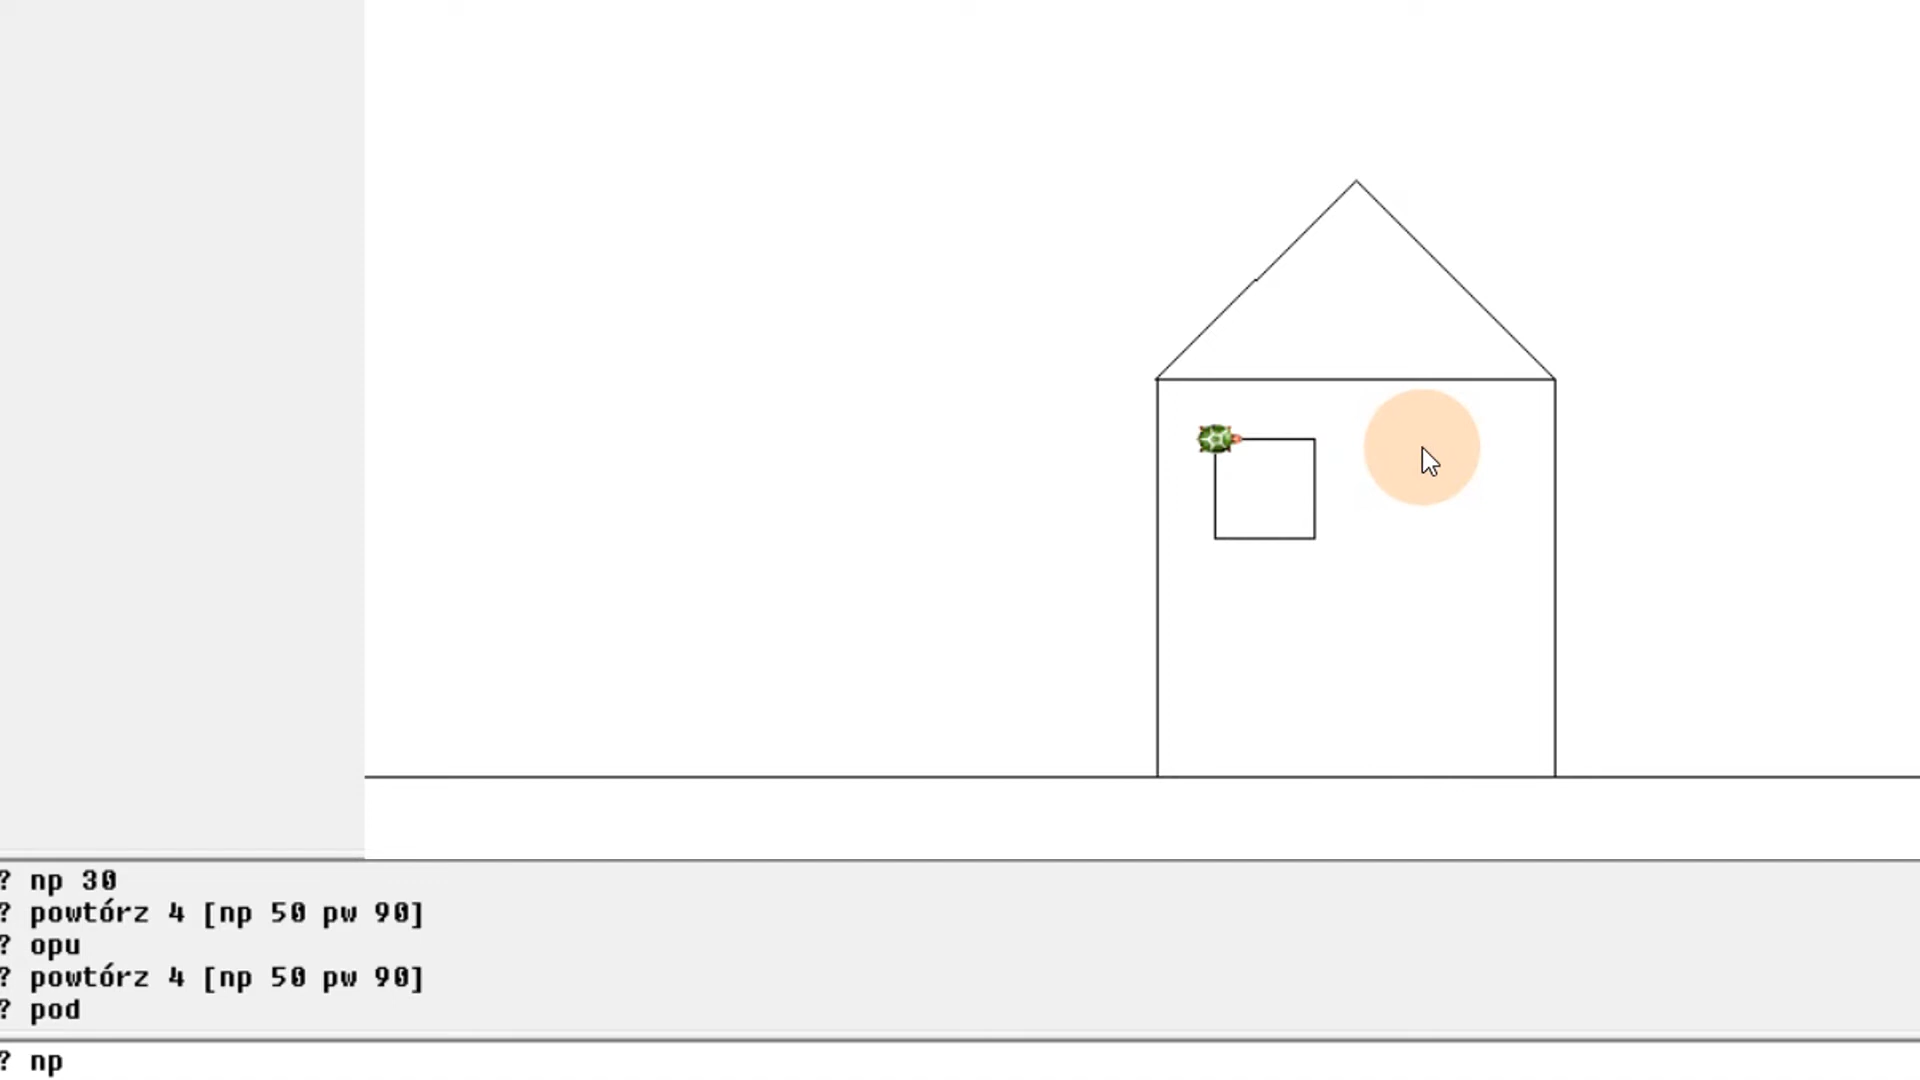 ? np 30
? powtórz 4 [np 50 pw 90]
? opu
? powtórz 4 [np 50 pw 90]
? pod
? np